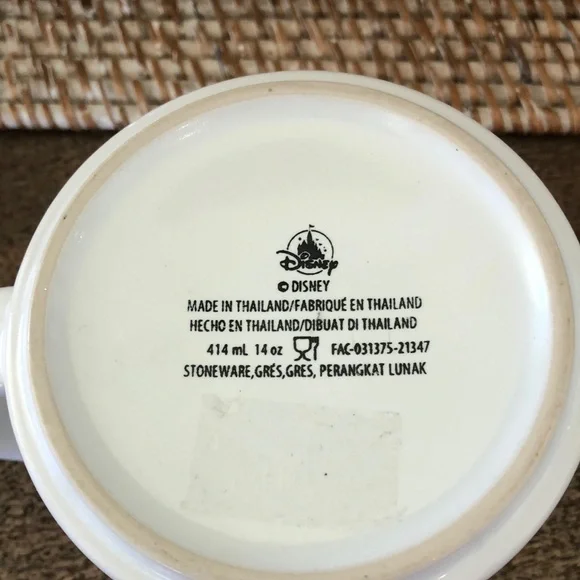 Disney
© DISNEY
MADE IN THAILAND/FABRIQUÉ EN THAILAND
HECHO EN THAILAND/DIBUAT DI THAILAND
414 mL 14 oz FAC-031375-21347
STONEWARE,GRÈS,GRES, PERANGKAT LUNAK